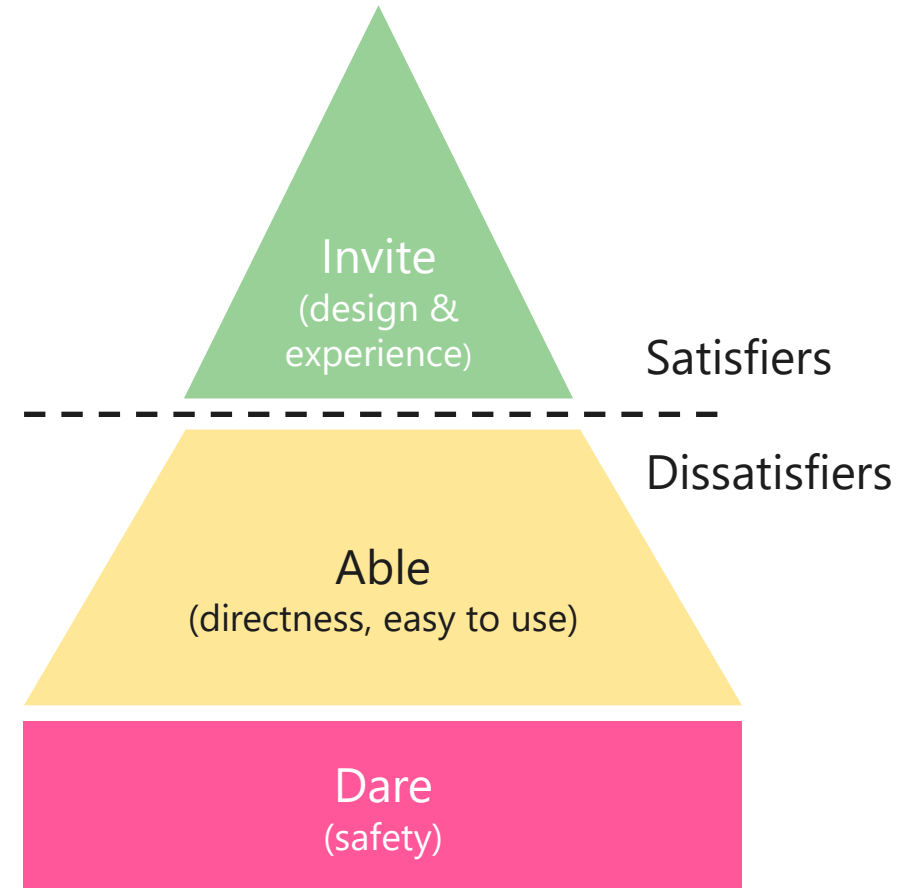 Invite
(design &
experience)
Satisfiers
Dissatisfiers
Able
(directness, easy to use)
Dare
(safety)